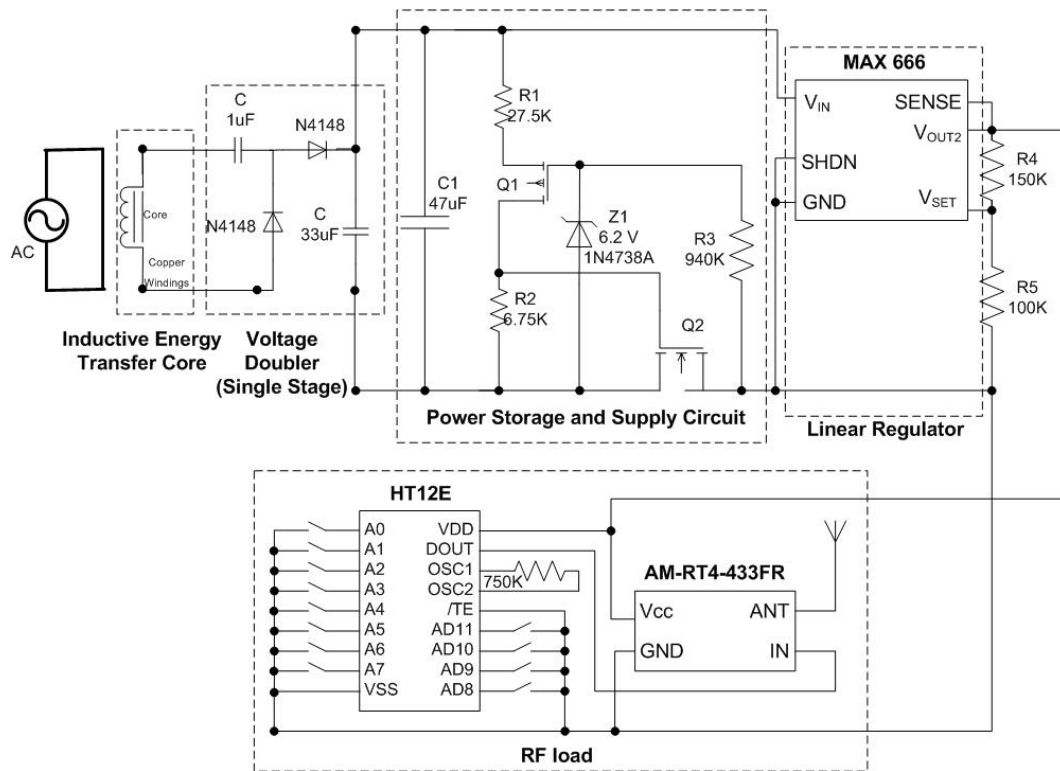 AC
Core
Copper
Windings
Inductive Energy
Transfer Core
C
1uF
N4148
N4148
C
33uF
Voltage
Doubler
(Single Stage)
C1
47uF
R1
27.5K
Q1
Z1
6.2 V
1N4738A
R3
940K
R2
6.75K
Q2
Power Storage and Supply Circuit
MAX 666
VIN
SENSE
VOUT2
SHDN
GND
VSET
R4
150K
R5
100K
Linear Regulator
HT12E
A0
A1
A2
A3
A4
A5
A6
A7
VSS
VDD
DOUT
OSC1
OSC2
/TE
AD11
AD10
AD9
AD8
750K
AM-RT4-433FR
Vcc
ANT
GND
IN
RF load